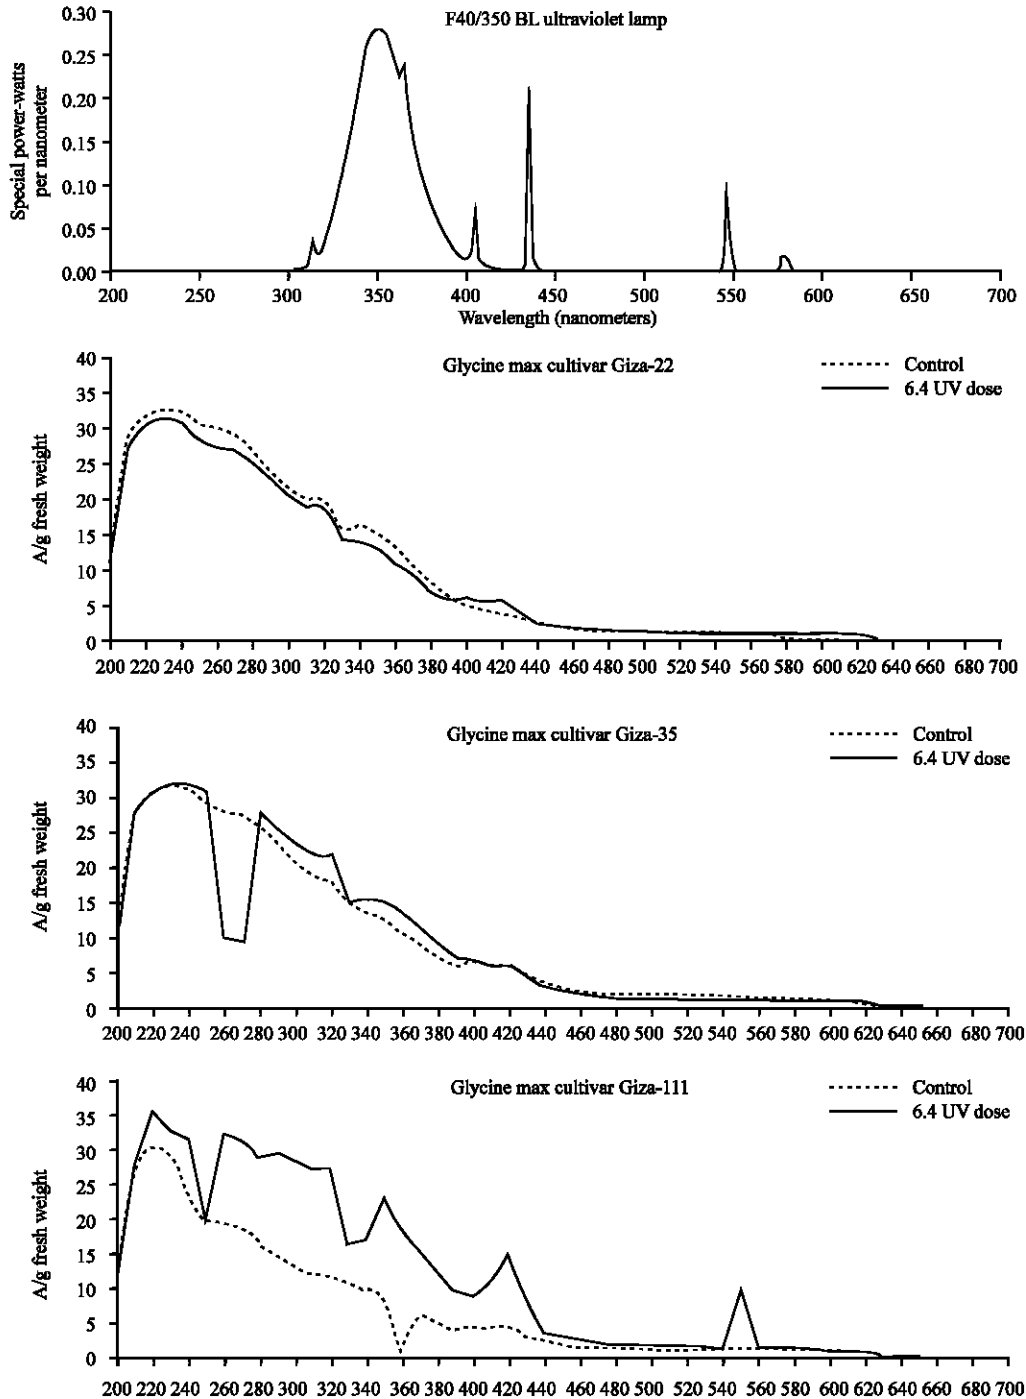 F40/350 BL ultraviolet lamp
Special power-watts
per nanometer
0.30
0.25
0.20
0.15
0.10
0.05
0.00
200 250 300 350 400 450 500 550 600 650 700
Wavelength (nanometers)
Glycine max cultivar Giza-22
Control
6.4 UV dose
A/g fresh weight
40
35
30
25
20
15
10
5
0
200 220 240 260 280 300 320 340 360 380 400 420 440 460 480 500 520 540 560 580 600 620 640 660 680 700
Glycine max cultivar Giza-35
Control
6.4 UV dose
A/g fresh weight
40
35
30
25
20
15
10
5
0
200 220 240 260 280 300 320 340 360 380 400 420 440 460 480 500 520 540 560 580 600 620 640 660 680 700
Glycine max cultivar Giza-111
Control
6.4 UV dose
A/g fresh weight
40
35
30
25
20
15
10
5
0
200 220 240 260 280 300 320 340 360 380 400 420 440 460 480 500 520 540 560 580 600 620 640 660 680 700